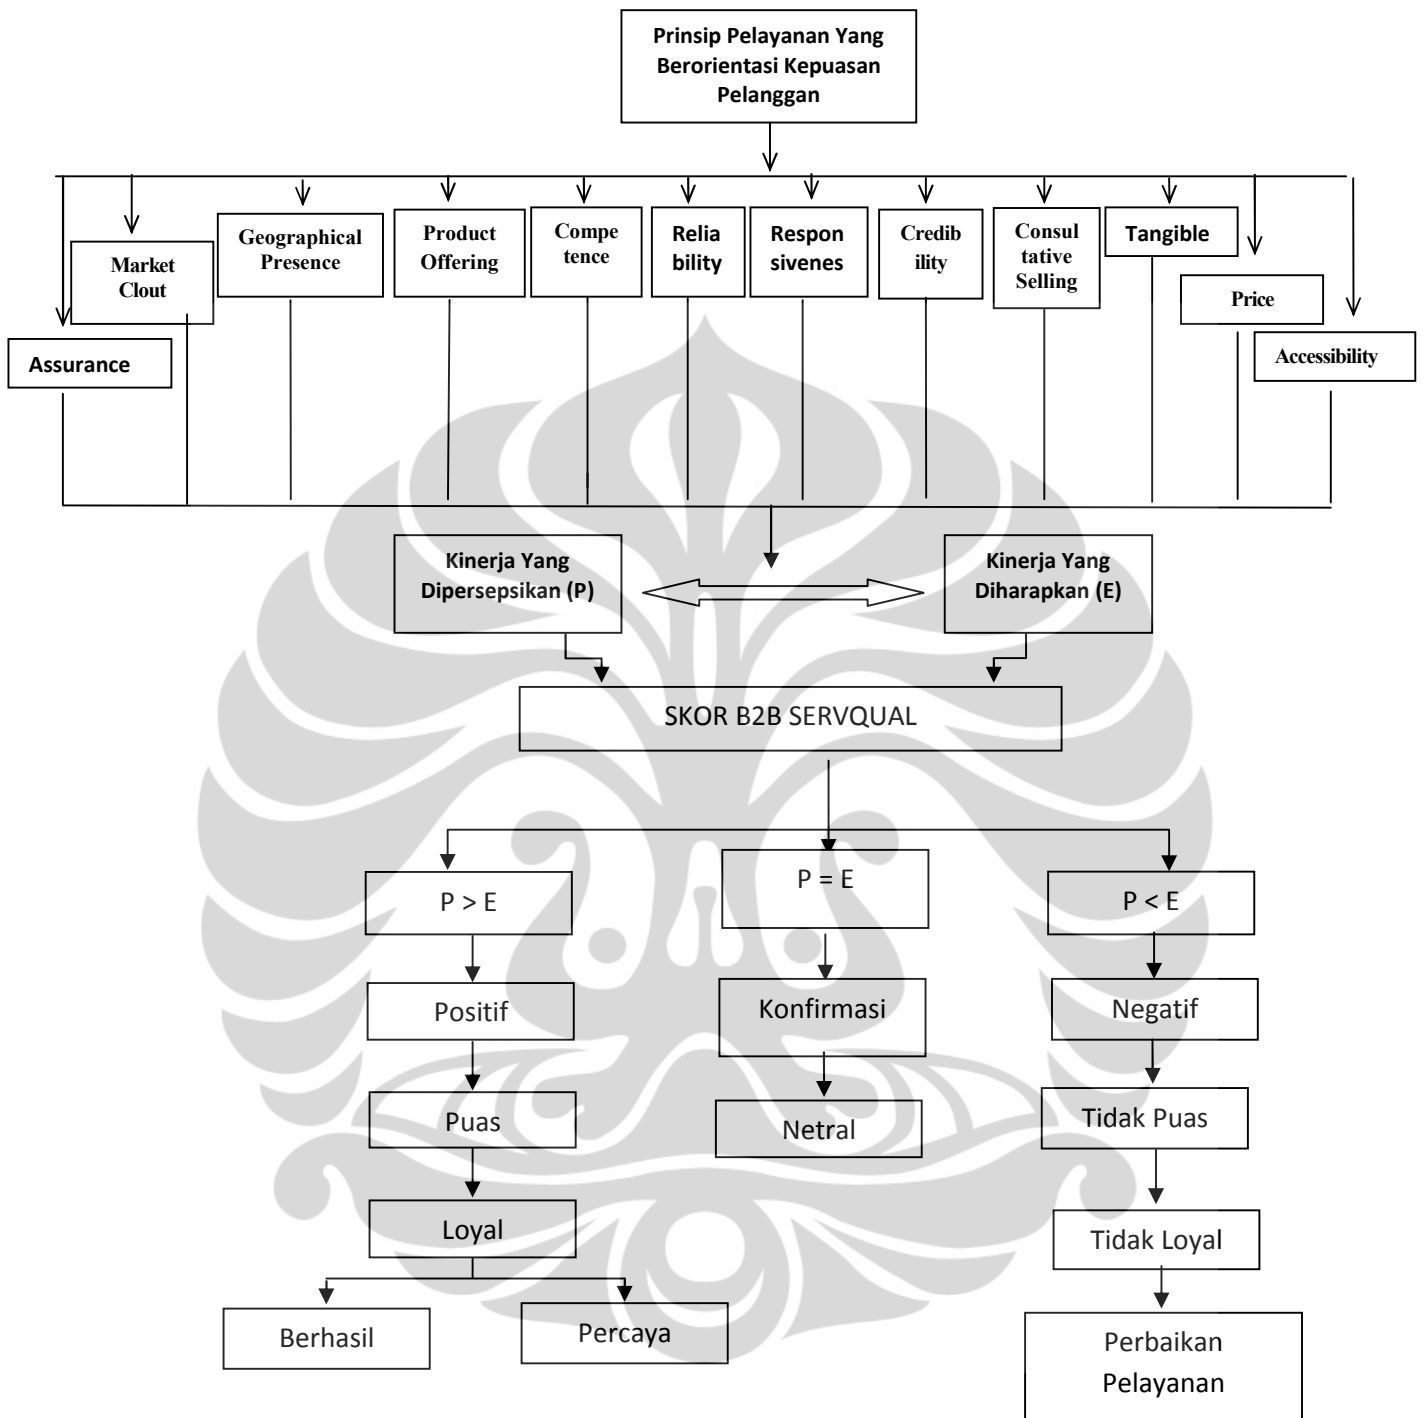 Prinsip Pelayanan Yang
Berorientasi Kepuasan
Pelanggan
Assurance
Market
Clout
Geographical
Presence
Product
Offering
Compe
tence
Relia
bility
Respon
sivenes
Credib
ility
Consul
tative
Selling
Tangible
Price
Accessibility
Kinerja Yang
Dipersepsikan (P)
Kinerja Yang
Diharapkan (E)
SKOR B2B SERVQUAL
P > E
P = E
P < E
Positif
Konfirmasi
Negatif
Puas
Netral
Tidak Puas
Loyal
Tidak Loyal
Berhasil
Percaya
Perbaikan
Pelayanan